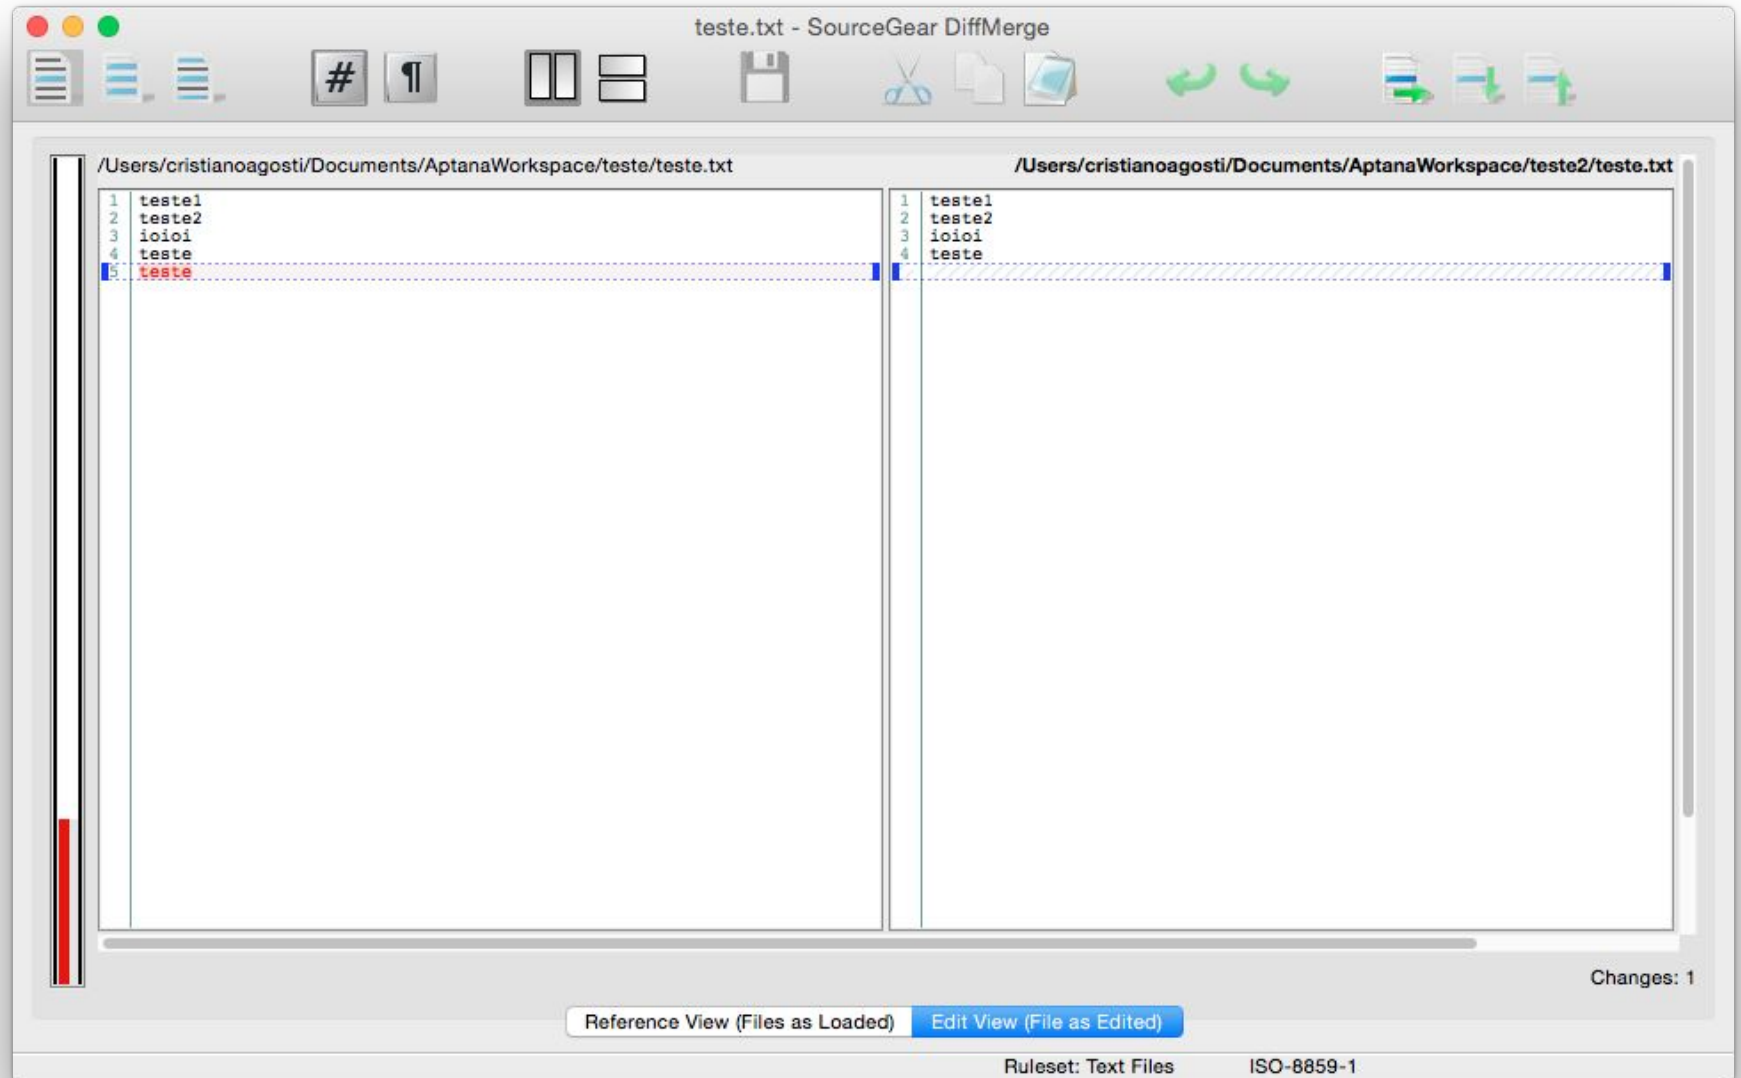 teste.txt - SourceGear DiffMerge
# ¶
/Users/cristianoagosti/Documents/AptanaWorkspace/teste/teste.txt
/Users/cristianoagosti/Documents/AptanaWorkspace/teste2/teste.txt
1 teste1
2 teste2
3 ioioi
4 teste
5 teste
1 teste1
2 teste2
3 ioioi
4 teste
Changes: 1
Reference View (Files as Loaded)
Edit View (File as Edited)
Ruleset: Text Files
ISO-8859-1